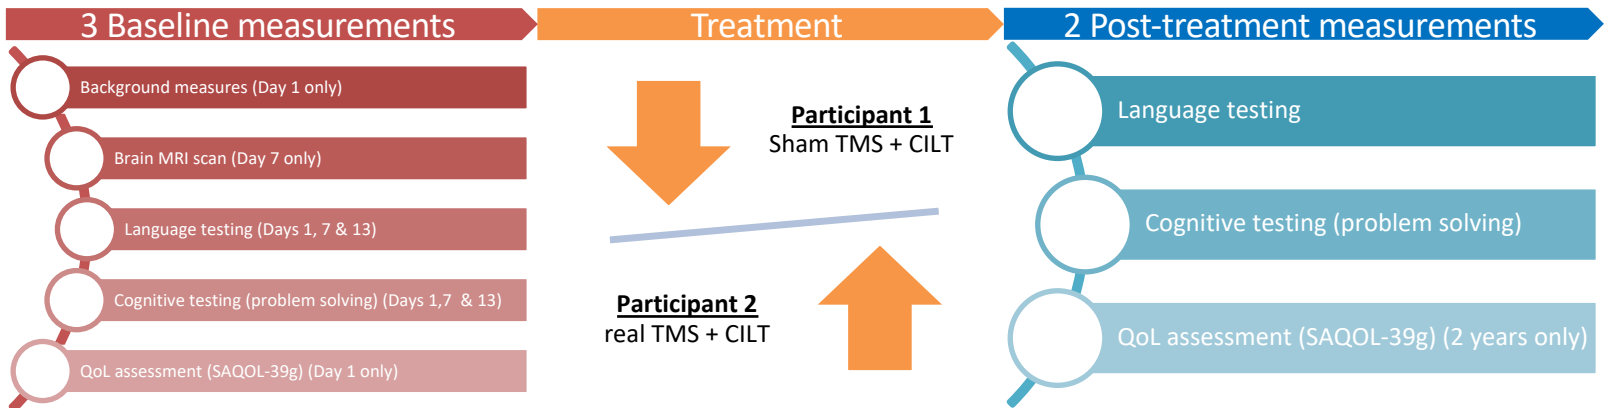 3 Baseline measurements
Background measures (Day 1 only)
Brain MRI scan (Day 7 only)
Language testing (Days 1, 7 & 13)
Cognitive testing (problem solving) (Days 1,7 & 13)
QoL assessment (SAQOL-39g) (Day 1 only)
Treatment
Participant 1
Sham TMS + CILT
Participant 2
real TMS + CILT
2 Post-treatment measurements
Language testing
Cognitive testing (problem solving)
QoL assessment (SAQOL-39g) (2 years only)